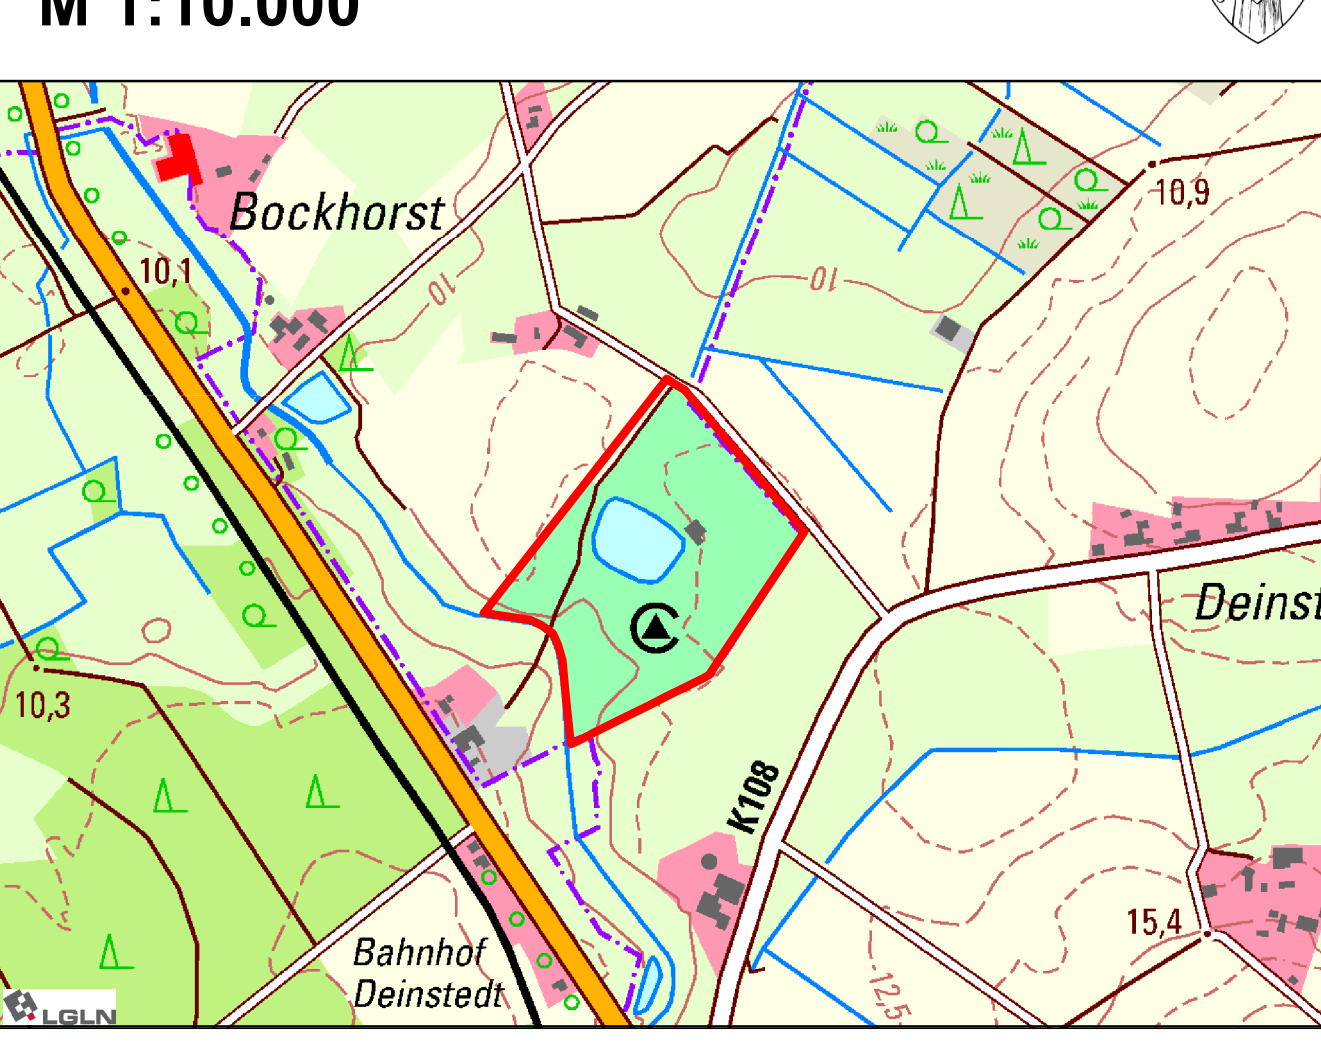 M 1:10.000
Bockhorst
10,1
10
10
10,9
Deinst
10,3
K108
15,4
12,5
Bahnhof
Deinstedt
LGLN